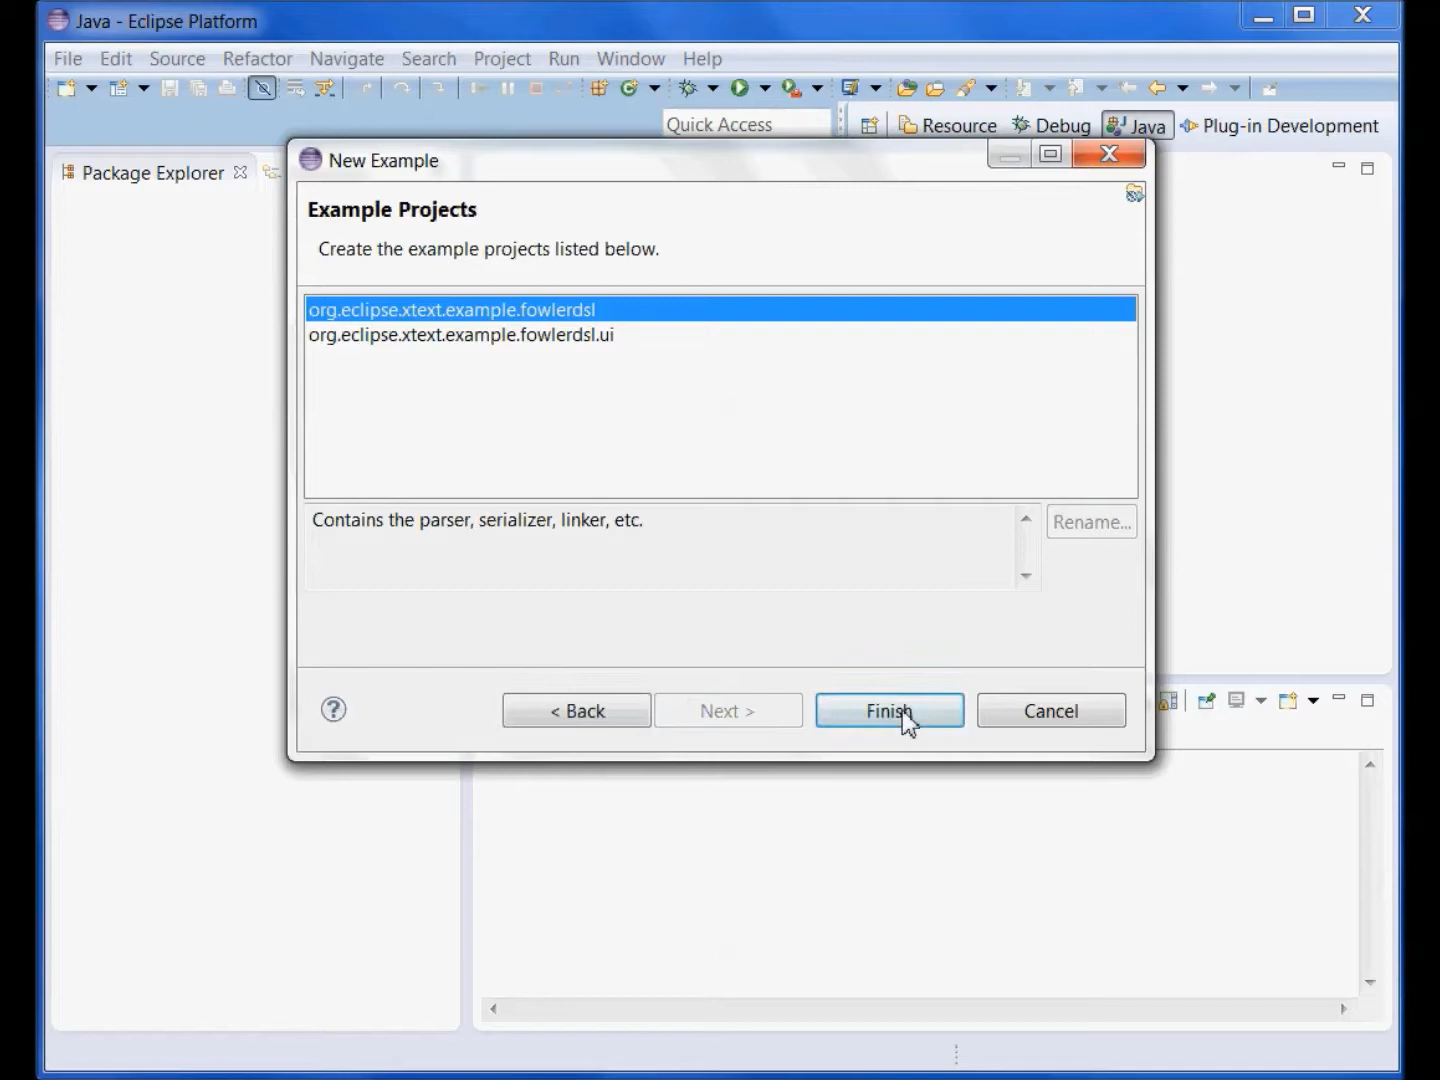 Java - Eclipse Platform
File Edit Source Refactor Navigate Search Project Run Window Help
Quick Access
Resource Debug Java Plug-in Development
Package Explorer
New Example
Example Projects
Create the example projects listed below.
org.eclipse.xtext.example.fowlerdsl
org.eclipse.xtext.example.fowlerdsl.ui
Contains the parser, serializer, linker, etc.
Rename...
< Back Next > Finish Cancel